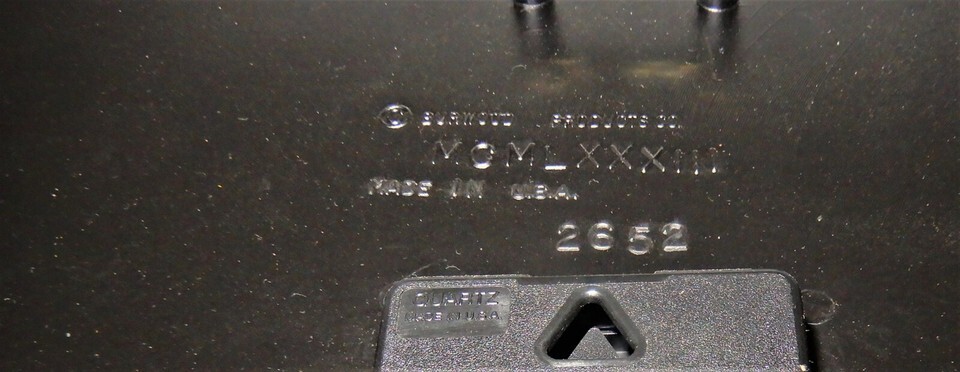 © BURWOOD PRODUCTS CO.
MCMLXXXIII
MADE IN U.S.A.
2652
QUARTZ
MADE IN U.S.A.